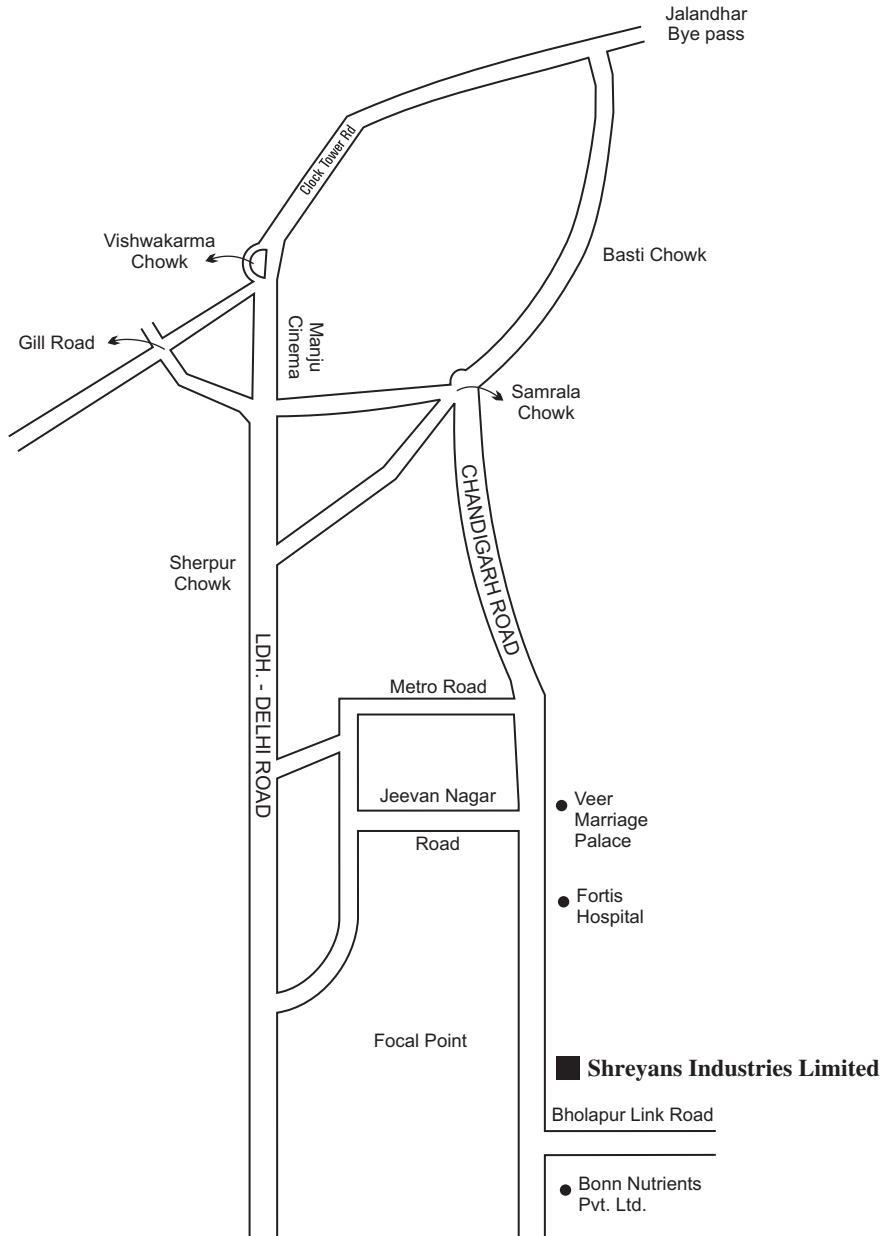 Jalandhar
Bye pass
Clock Tower Rd
Vishwakarma
Chowk
Basti Chowk
Gill Road
Manju
Cinema
Samrala
Chowk
CHANDIGARH ROAD
Sherpur
Chowk
LDH. - DELHI ROAD
Metro Road
Jeevan Nagar
Road
Veer
Marriage
Palace
Fortis
Hospital
Focal Point
Shreyans Industries Limited
Bholapur Link Road
Bonn Nutrients
Pvt. Ltd.